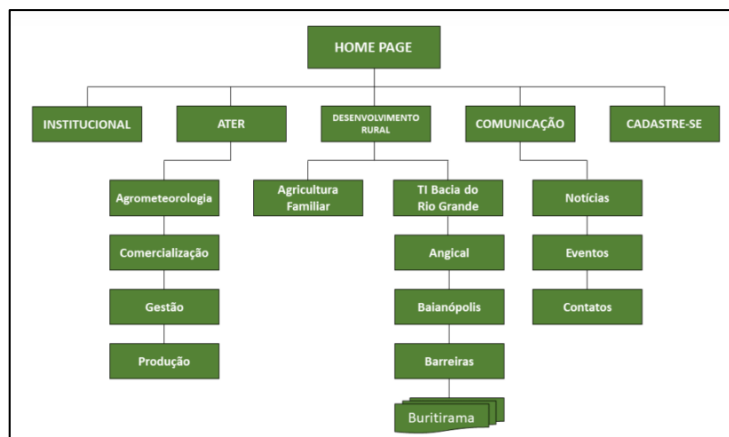 HOME PAGE
INSTITUCIONAL
ATER
DESENVOLVIMENTO
RURAL
COMUNICAÇÃO
CADASTRE-SE
Agrometeorologia
Agricultura
Familiar
TI Bacia do
Rio Grande
Notícias
Comercialização
Angical
Eventos
Gestão
Baianópolis
Contatos
Produção
Barreiras
Buritirama